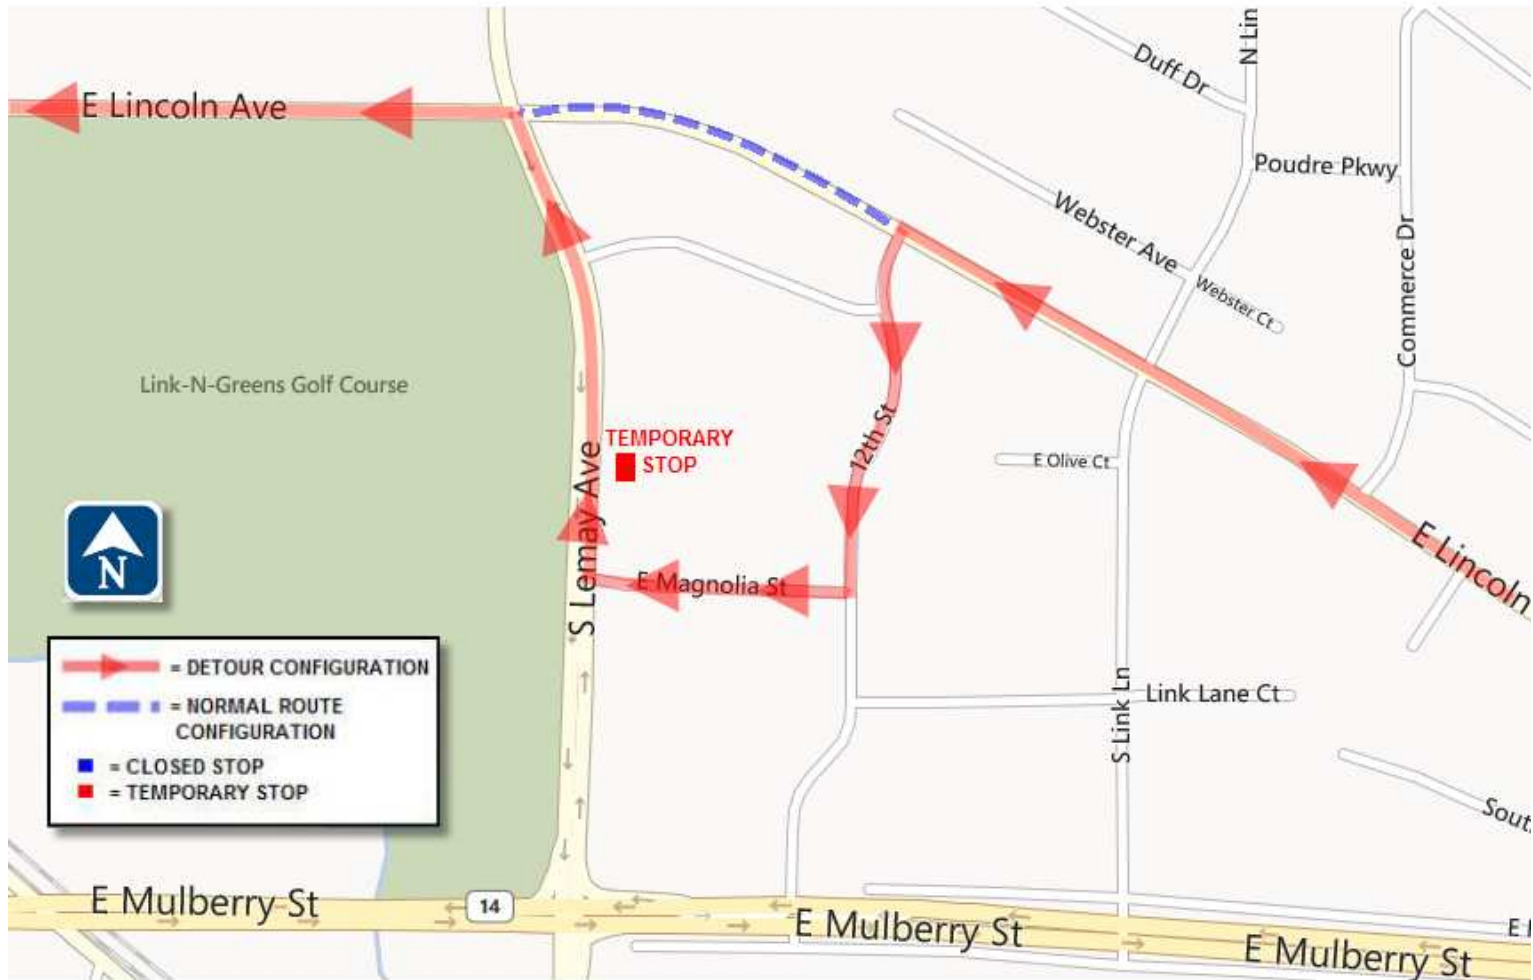 Duff Dr
N Lin
E Lincoln Ave
Poudre Pkwy
Webster Ave
Commerce Dr
Webster Ct
Link-N-Greens Golf Course
12th St
TEMPORARY
STOP
E Olive Ct
S Lemay Ave
E Lincoln
N
E Magnolia St
= DETOUR CONFIGURATION
= NORMAL ROUTE
CONFIGURATION
= CLOSED STOP
= TEMPORARY STOP
Link Lane Ct
S Link Ln
Sout
E Mulberry St
14
E Mulberry St
E Mulberry St
E